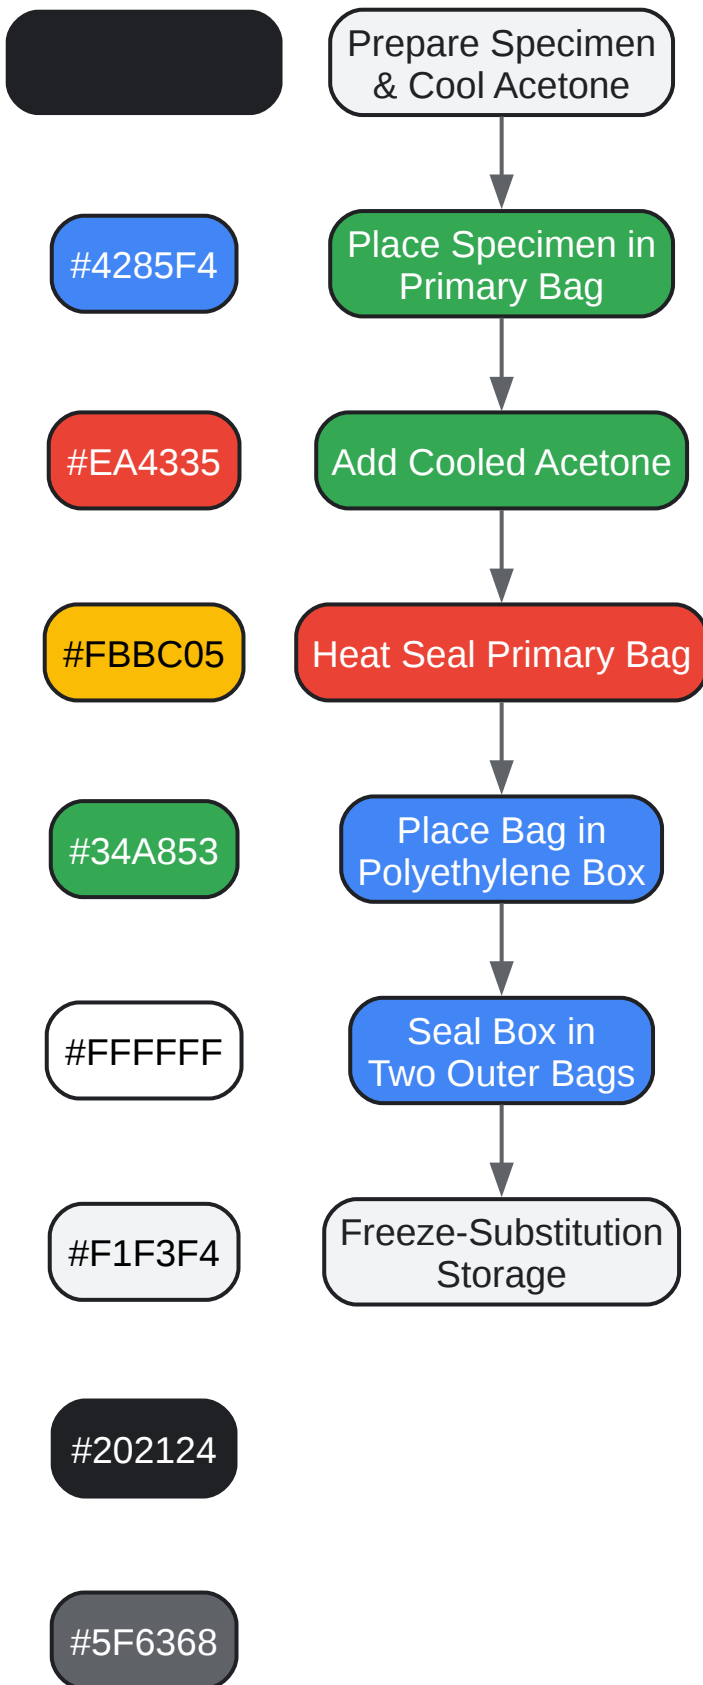 Prepare Specimen
& Cool Acetone
#4285F4
Place Specimen in
Primary Bag
#EA4335
Add Cooled Acetone
#FBBC05
Heat Seal Primary Bag
#34A853
Place Bag in
Polyethylene Box
#FFFFFF
Seal Box in
Two Outer Bags
#F1F3F4
Freeze-Substitution
Storage
#202124
#5F6368